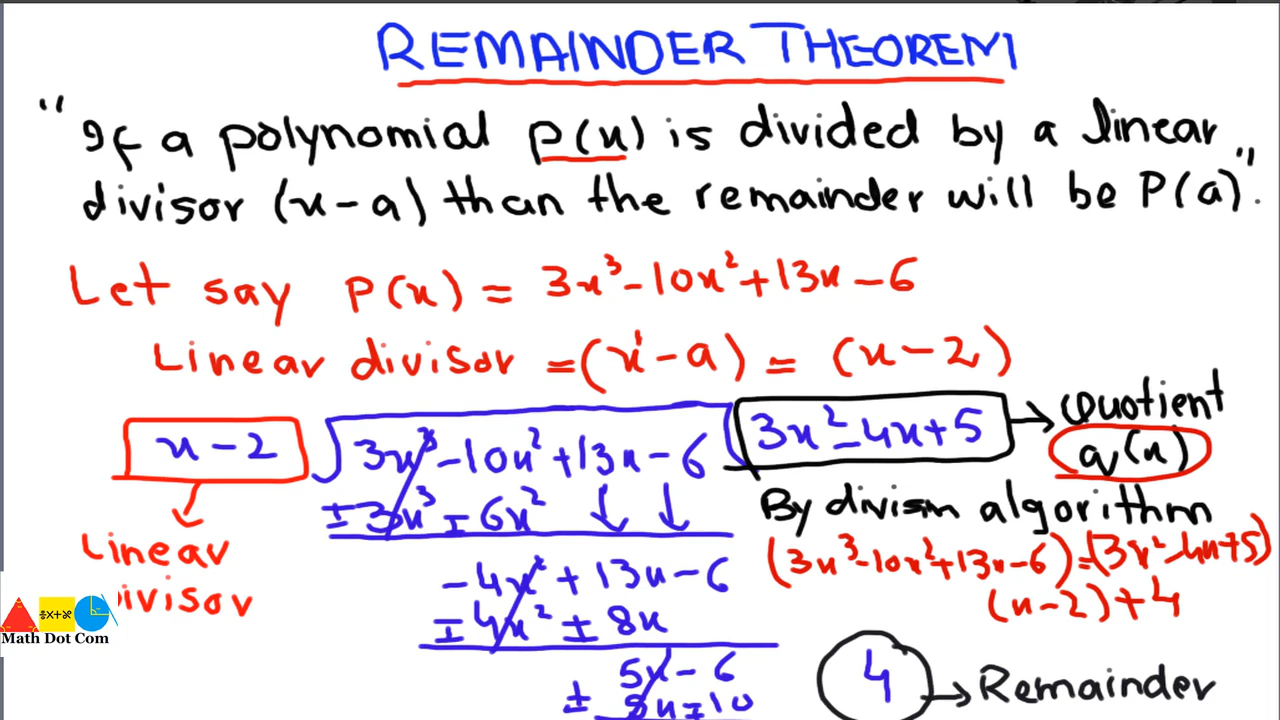 REMAINDER THEOREM
"If a polynomial p(x) is divided by a linear
divisor (x-a) than the remainder will be P(a)".
Let say P(x) = 3x³-10x²+13x-6
Linear divisor = (x¹-a) = (x-2)
x-2
3x³-10x²+13x-6
3x²-4x+5
Quotient
q(x)
±3x³∓6x²
Linear
divisor
By divism algorithm
(3x³-10x²+13x-6)=(3x²-4x+5)
(x-2)+4
-4x²+13x-6
∓4x²±8x
5x-6
±5x∓10
4
Remainder
Math Dot Com